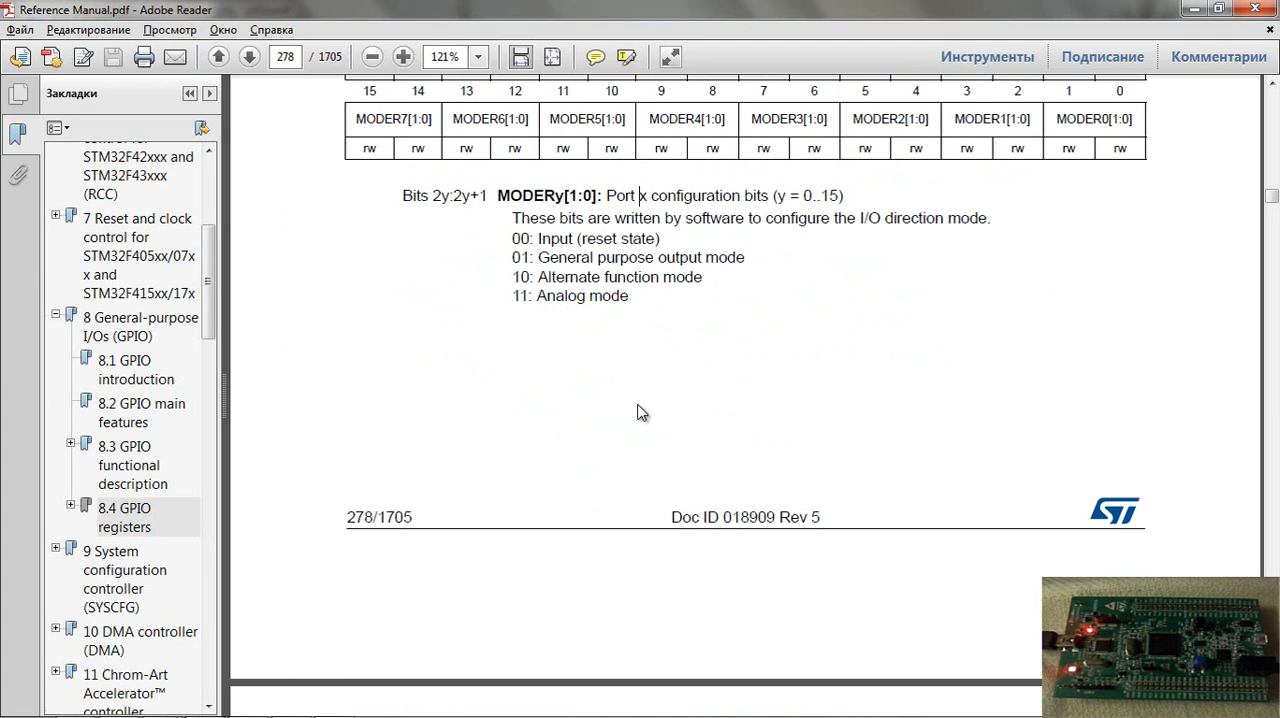 Reference Manual.pdf - Adobe Reader
Файл Редактирование Просмотр Окно Справка
278 / 1705 121% Инструменты Подписание Комментарии
Закладки
STM32F42xxx and
STM32F43xxx
(RCC)
7 Reset and clock
control for
STM32F405xx/07x
x and
STM32F415xx/17x
8 General-purpose
I/Os (GPIO)
8.1 GPIO
introduction
8.2 GPIO main
features
8.3 GPIO
functional
description
8.4 GPIO
registers
9 System
configuration
controller
(SYSCFG)
10 DMA controller
(DMA)
11 Chrom-Art
Accelerator™
controller
15 14 13 12 11 10 9 8 7 6 5 4 3 2 1 0
MODER7[1:0] MODER6[1:0] MODER5[1:0] MODER4[1:0] MODER3[1:0] MODER2[1:0] MODER1[1:0] MODER0[1:0]
rw rw rw rw rw rw rw rw rw rw rw rw rw rw rw rw
Bits 2y:2y+1 MODERy[1:0]: Port x configuration bits (y = 0..15)
These bits are written by software to configure the I/O direction mode.
00: Input (reset state)
01: General purpose output mode
10: Alternate function mode
11: Analog mode
278/1705 Doc ID 018909 Rev 5 ST